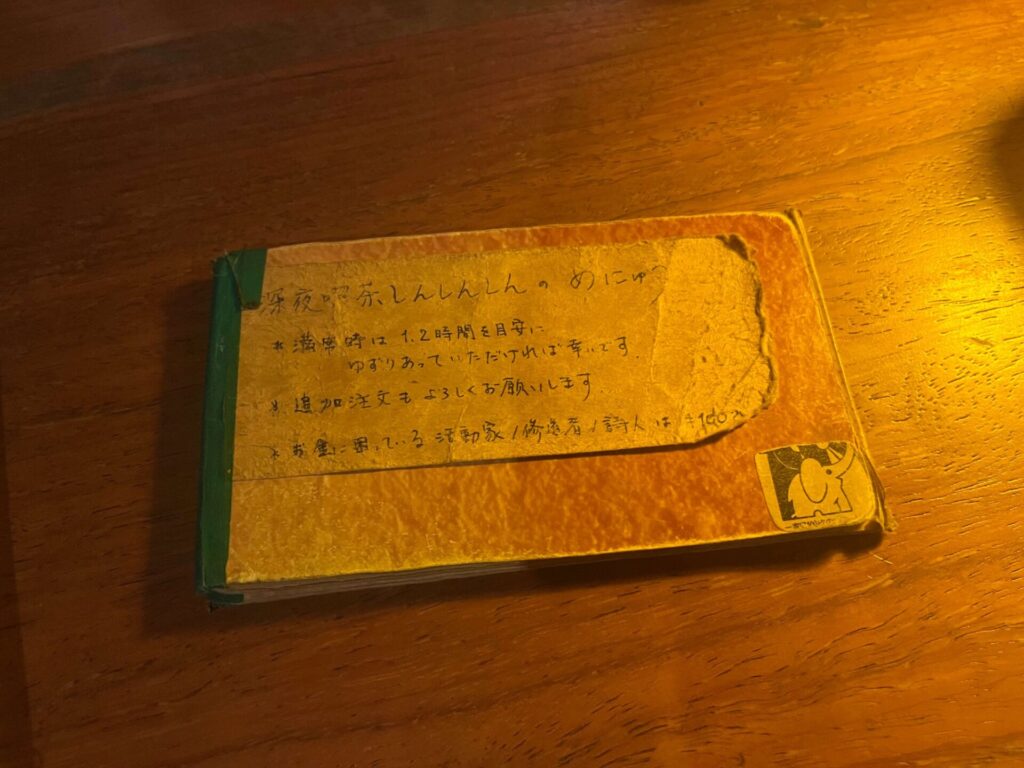 深夜喫茶しんしんしんの めにゅう
* 満席時は 1.2時間を目安に
ゆずりあっていただければ幸いです.
* 追加注文も よろしくお願いします
* お金に困っている 活動家/修道者/詩人は